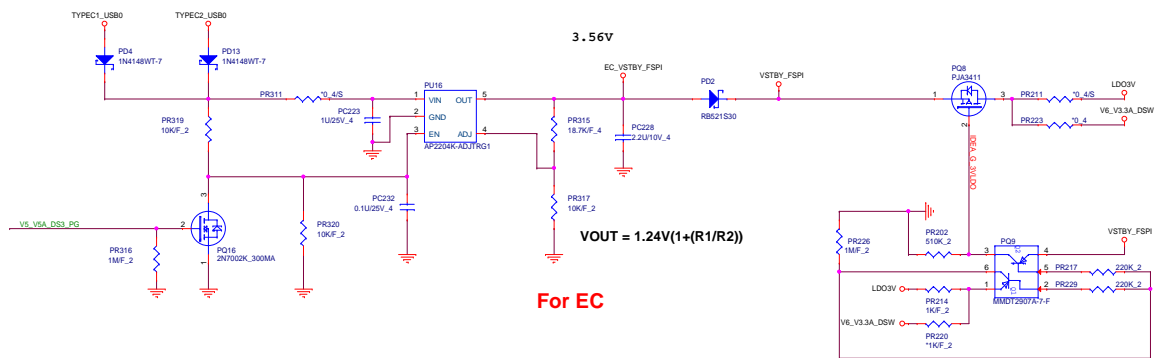 TYPEC1_USB0
TYPEC2_USB0
3.56V
PD4
1N4148WT-7
PD13
1N4148WT-7
EC_VSTBY_FSPI
PD2
RB521S30
VSTBY_FSPI
PQ8
PJA3411
PU16
PR311
*0_4/S
1
VIN
OUT
5
2
GND
3
EN
ADJ
4
AP2204K-ADJTRG1
PC223
1U/25V_4
PR319
10K/F_2
PR315
18.7K/F_4
PC228
2.2U/10V_4
1
3
2
PR211
*0_4/S
LDO3V
PR223
*0_4
V6_V3.3A_DSW
IDEA_G_3VLDO
3
V5_V5A_DS3_PG
2
1
PQ16
2N7002K_300MA
PR316
1M/F_2
PR320
10K/F_2
PC232
0.1U/25V_4
PR317
10K/F_2
VOUT = 1.24V(1+(R1/R2))
For EC
PR226
1M/F_2
PR202
510K_2
PQ9
3
4
6
5
1
2
Q2
Q1
MMDT2907A-7-F
VSTBY_FSPI
PR217
220K_2
PR229
220K_2
LDO3V
PR214
1K/F_2
V6_V3.3A_DSW
PR220
*1K/F_2